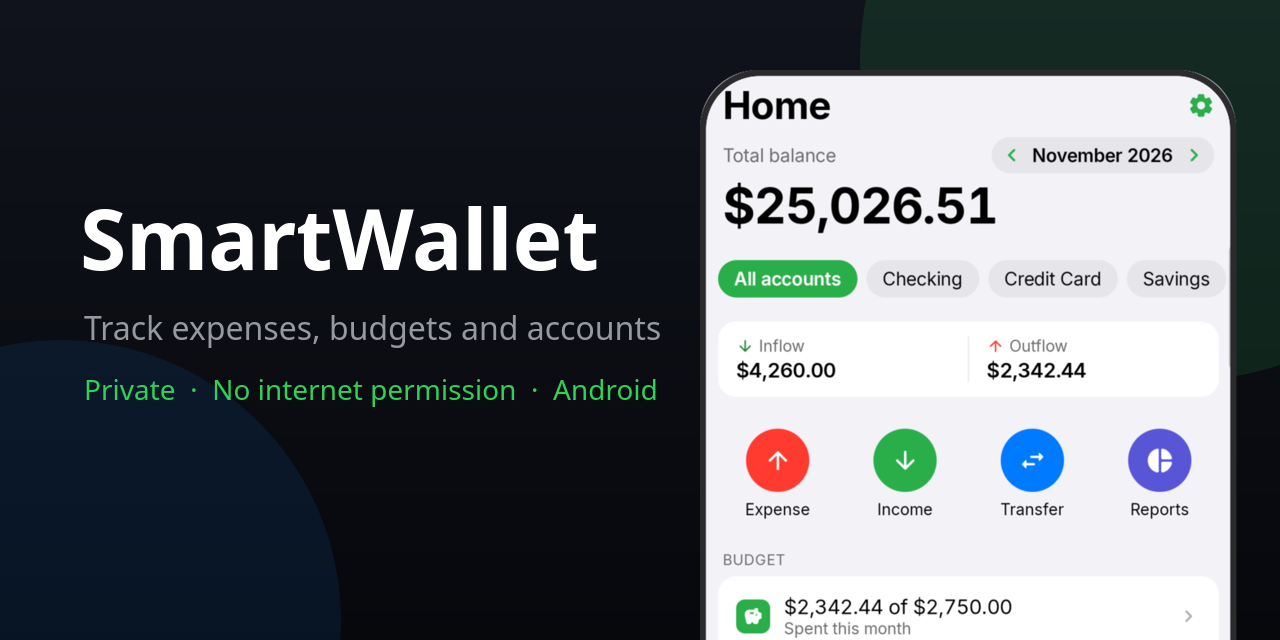 SmartWallet
Track expenses, budgets and accounts
Private · No internet permission · Android
Home
Total balance
November 2026
$25,026.51
All accounts Checking Credit Card Savings
Inflow Outflow
$4,260.00 $2,342.44
Expense Income Transfer Reports
BUDGET
$2,342.44 of $2,750.00
Spent this month